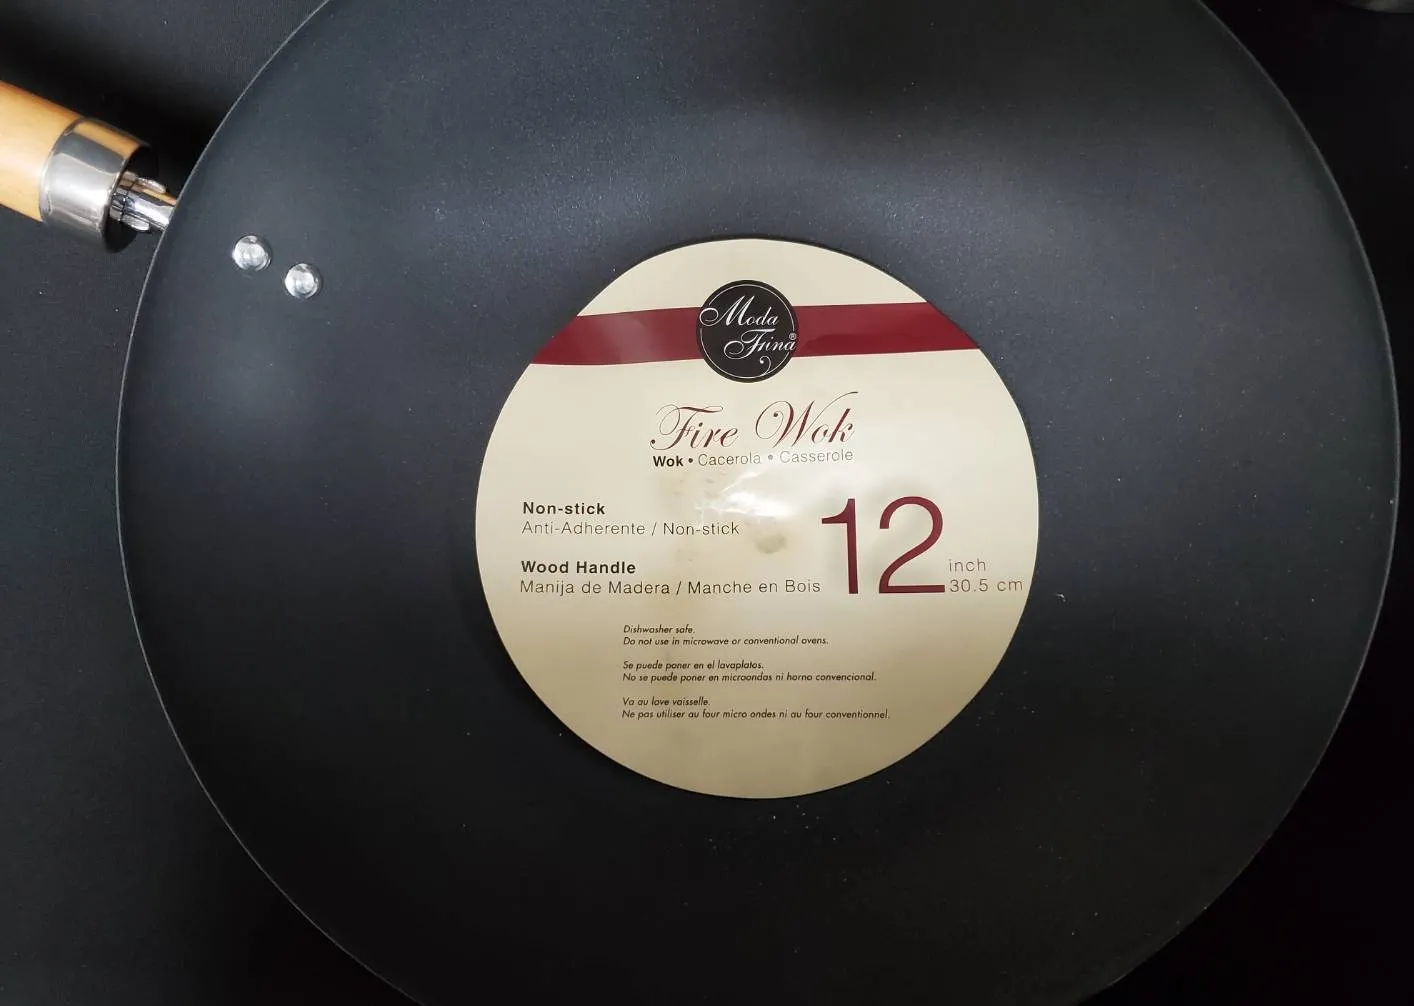 Moda
Frina®
Fire Wok
Wok • Cacerola • Casserole
Non-stick
Anti-Adherente / Non-stick
Wood Handle
Manija de Madera / Manche en Bois
12
inch
30.5 cm
Dishwasher safe.
Do not use in microwave or conventional ovens.
Se puede poner en el lavaplatos.
No se puede poner en microondas ni horno convencional.
Va au lave vaisselle.
Ne pas utiliser au four micro ondes ni au four conventionnel.